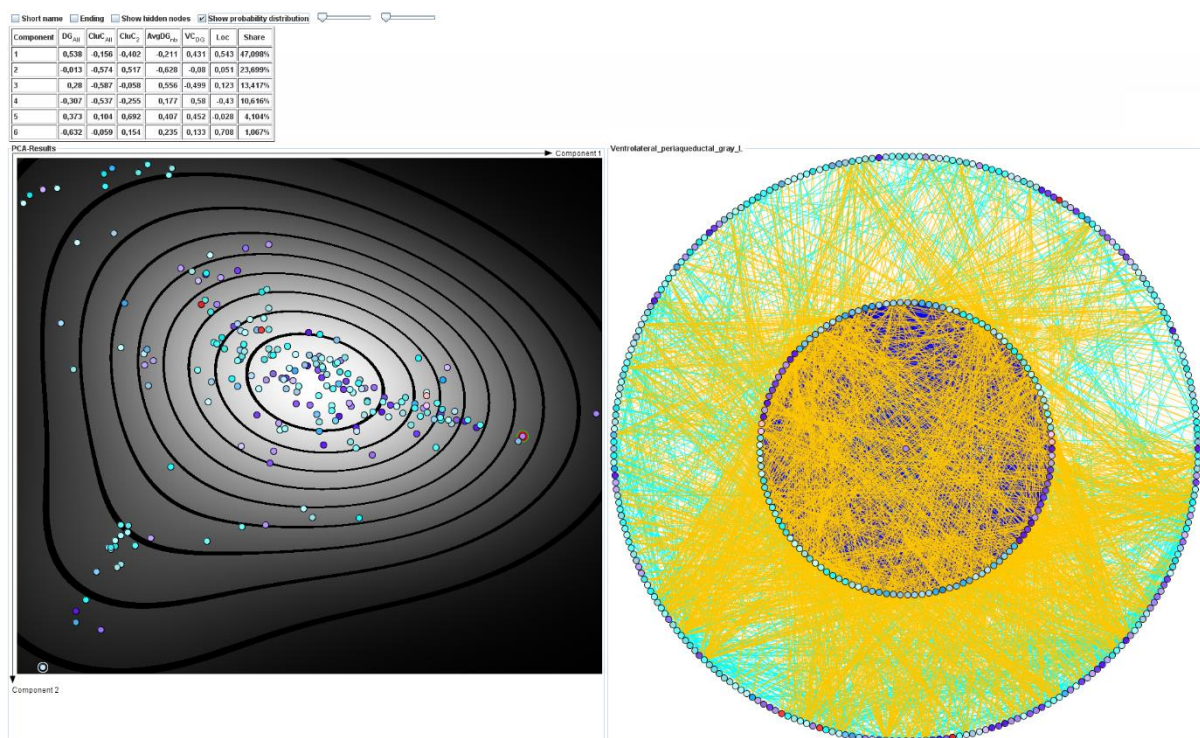 Short name Ending Show hidden nodes Show probability distribution
Component DG_All CluC_All CluC_2 AvgDG_nb VC_DG Loc Share
1 0,538 -0,156 -0,402 -0,211 0,431 0,543 47,098%
2 -0,013 -0,574 0,517 -0,628 -0,08 0,051 23,699%
3 0,28 -0,587 -0,058 0,556 -0,499 0,123 13,417%
4 -0,307 -0,537 -0,255 0,177 0,58 -0,43 10,616%
5 0,373 0,104 0,692 0,407 0,452 -0,028 4,104%
6 -0,632 -0,059 0,154 0,235 0,133 0,708 1,067%
PCA-Results
Component 1
Component 2
Ventrolateral_periaqueductal_gray_L